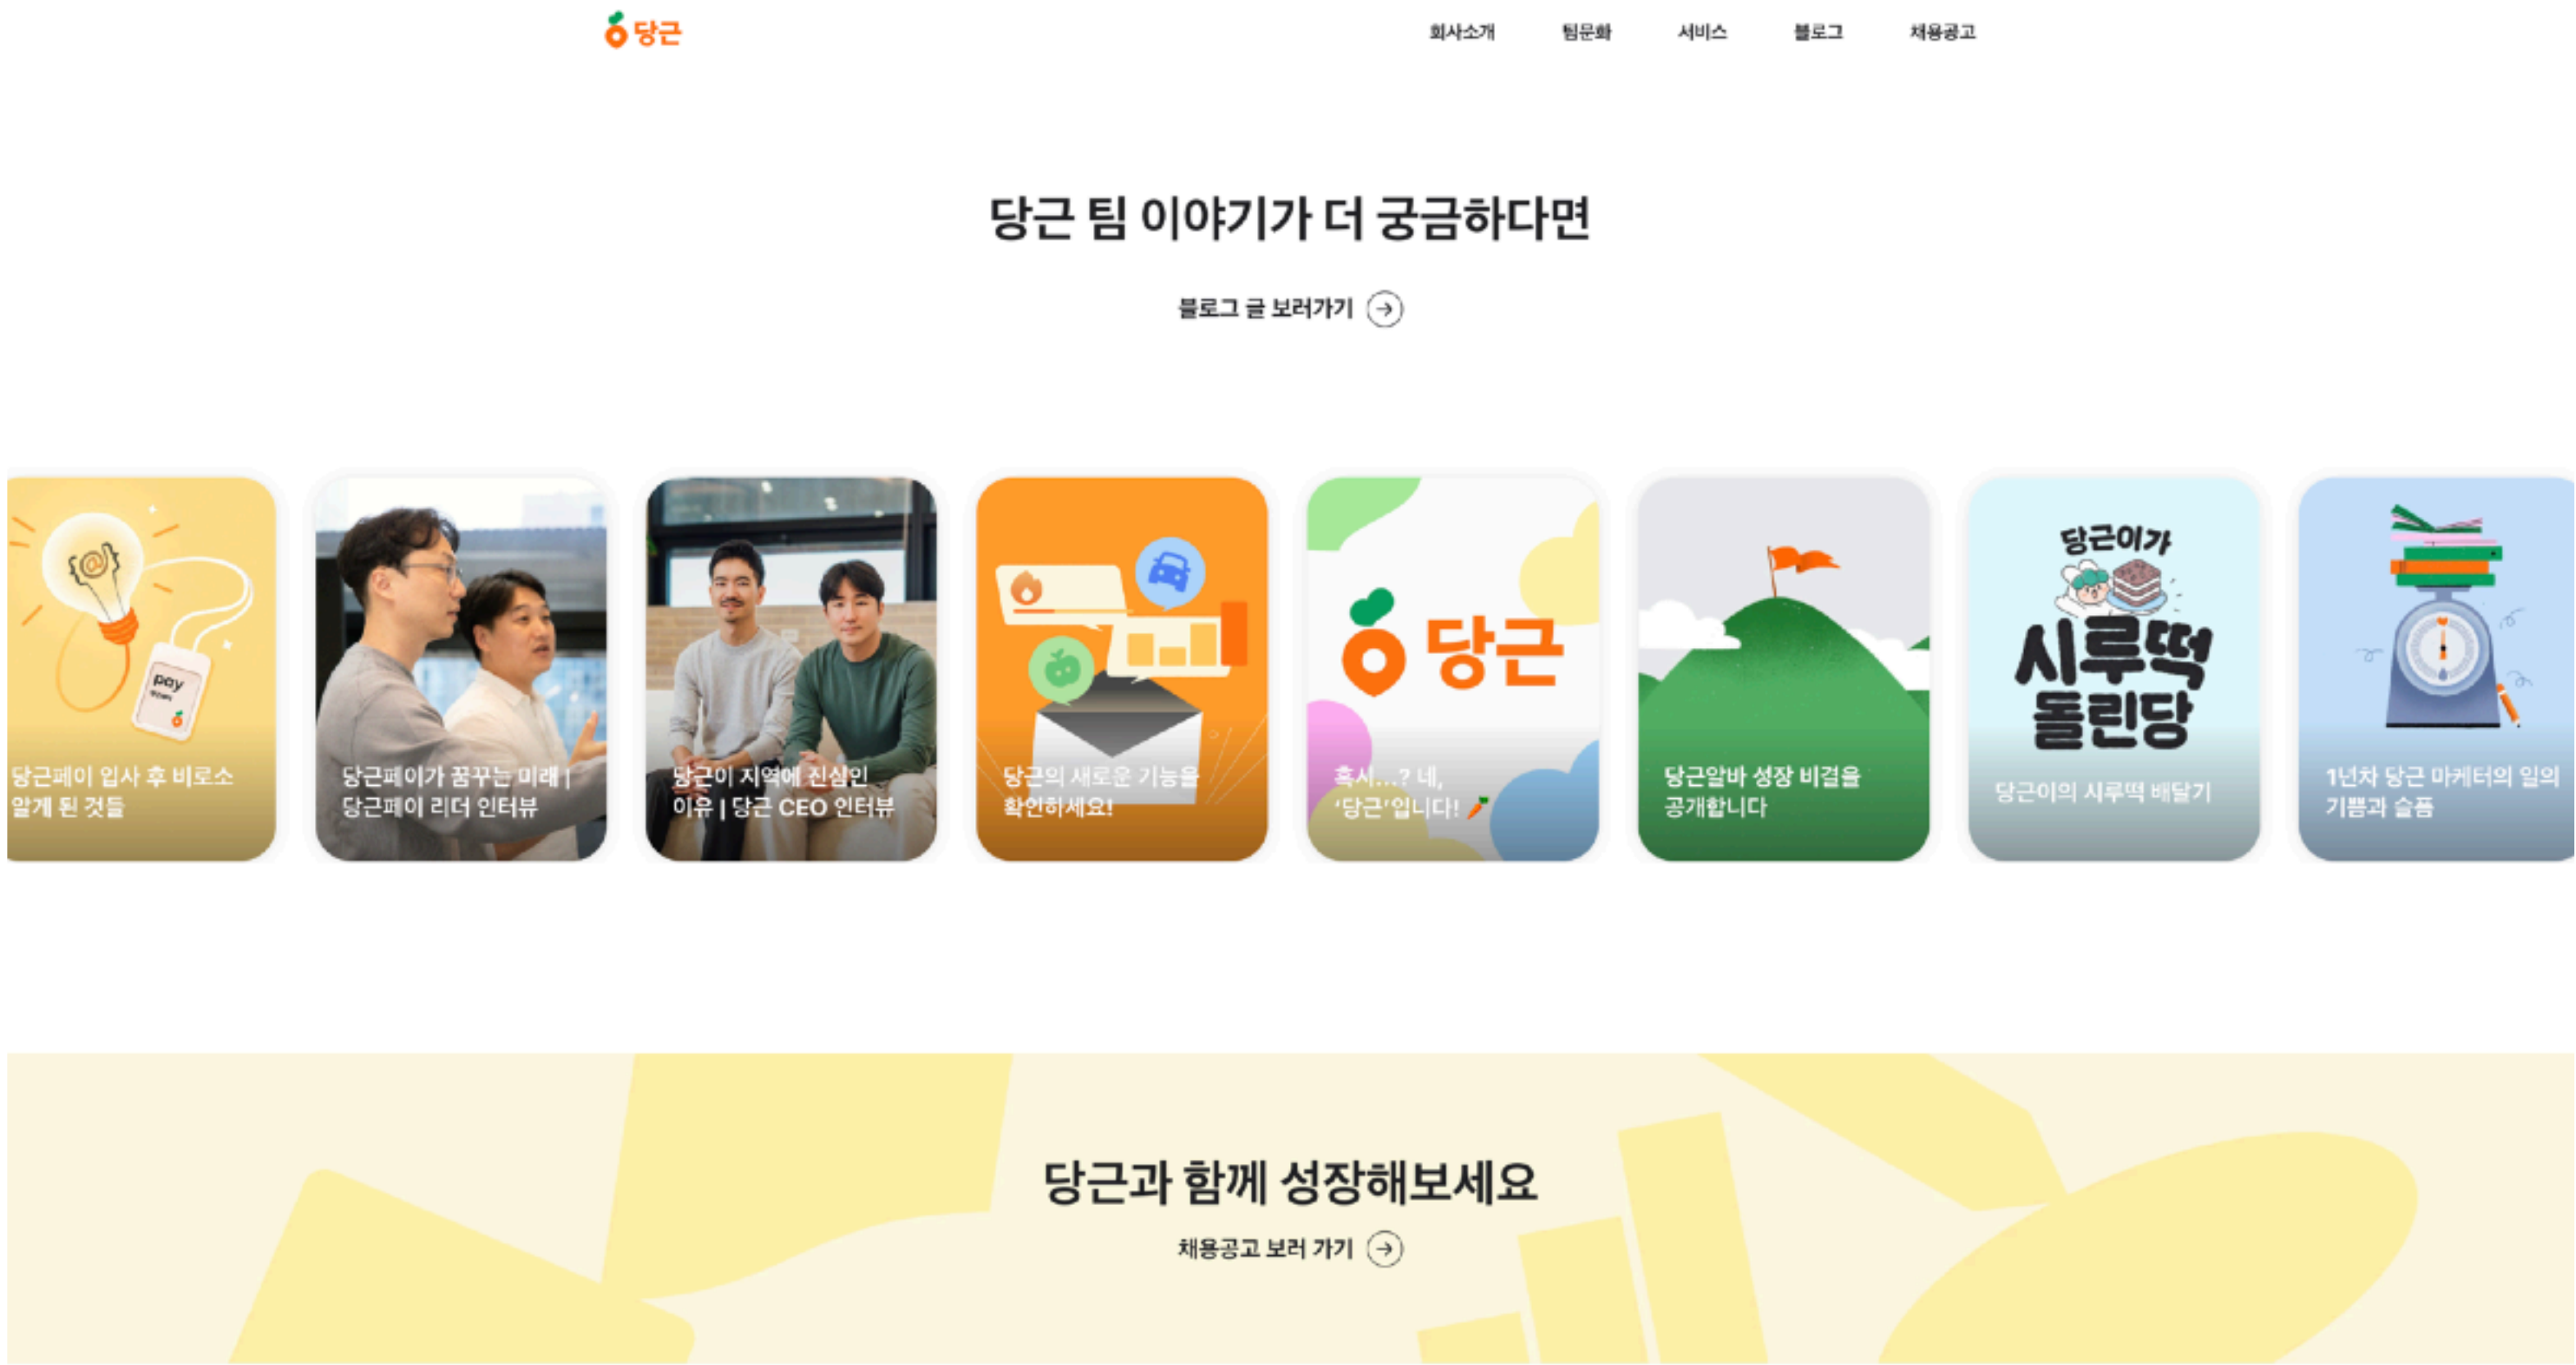 당근
회사소개
팀문화
서비스
블로그
채용공고
당근 팀 이야기가 더 궁금하다면
블로그 글 보러가기
pay
당근페이 입사 후 비로소
알게 된 것들
당근페이가 꿈꾸는 미래 |
당근페이 리더 인터뷰
당근이 지역에 진심인
이유 | 당근 CEO 인터뷰
당근의 새로운 기능을
확인하세요!
당근
혹시...? 네,
‘당근’입니다! 🥕
당근알바 성장 비결을
공개합니다
당근이가
시루떡
돌린당
당근이의 시루떡 배달기
1년차 당근 마케터의 일의
기쁨과 슬픔
당근과 함께 성장해보세요
채용공고 보러 가기